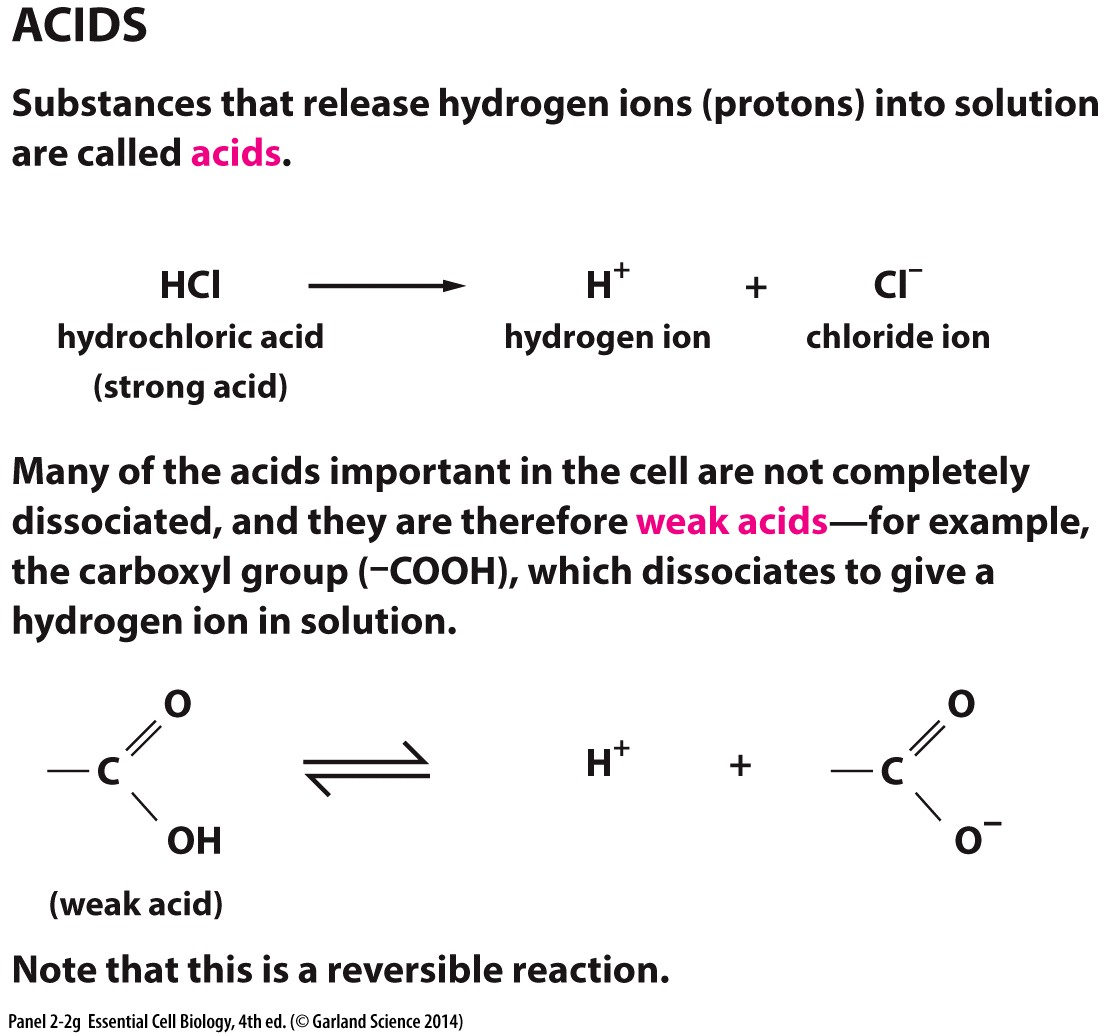 ACIDS
Substances that release hydrogen ions (protons) into solution
are called acids.
HCl H⁺ + Cl⁻
hydrochloric acid hydrogen ion chloride ion
(strong acid)
Many of the acids important in the cell are not completely
dissociated, and they are therefore weak acids—for example,
the carboxyl group (–COOH), which dissociates to give a
hydrogen ion in solution.
O O
C H⁺ + C
OH O⁻
(weak acid)
Note that this is a reversible reaction.
Panel 2-2g Essential Cell Biology, 4th ed. (© Garland Science 2014)